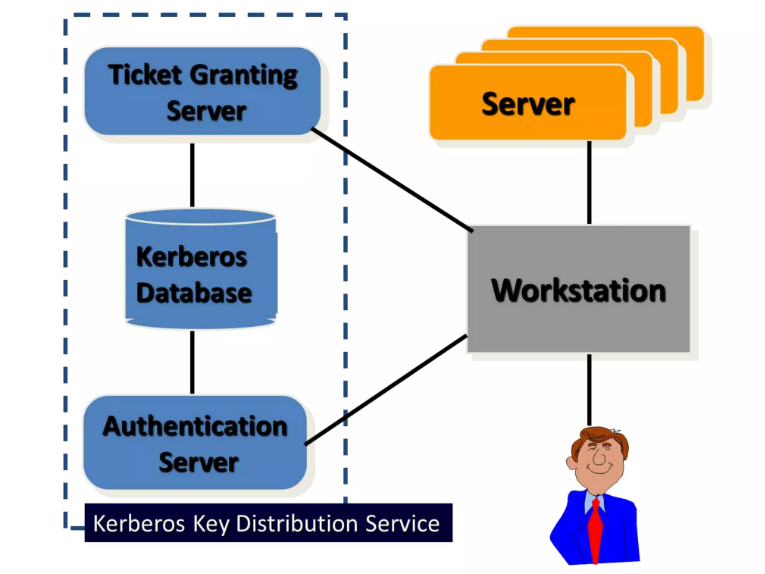 Ticket Granting
Server
Server
Kerberos
Database
Workstation
Authentication
Server
Kerberos Key Distribution Service